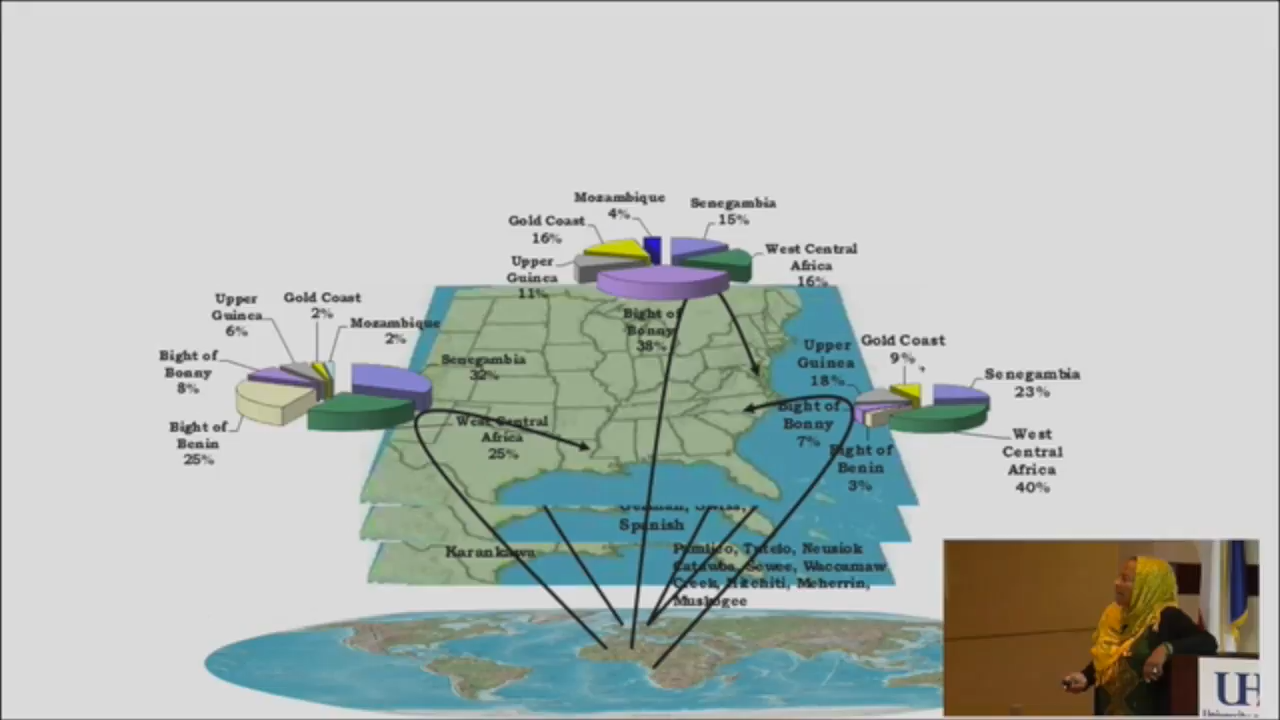 Mozambique
4%
Senegambia
15%
Gold Coast
16%
West Central
Africa
16%
Upper
Guinea
11%
Bight of
Bonny
38%
Upper
Guinea
6%
Gold Coast
2%
Mozambique
2%
Bight of
Bonny
8%
Senegambia
32%
Bight of
Benin
25%
West Central
Africa
25%
Upper
Guinea
18%
Gold Coast
9%
Senegambia
23%
Bight of
Bonny
7%
Bight of
Benin
3%
West
Central
Africa
40%
German, Swiss,
Spanish
Karankawa
Pamlico, Tutelo, Neusiok
Catawba, Sewee, Waccamaw
Creek, Hitchiti, Meherrin,
Muskogee